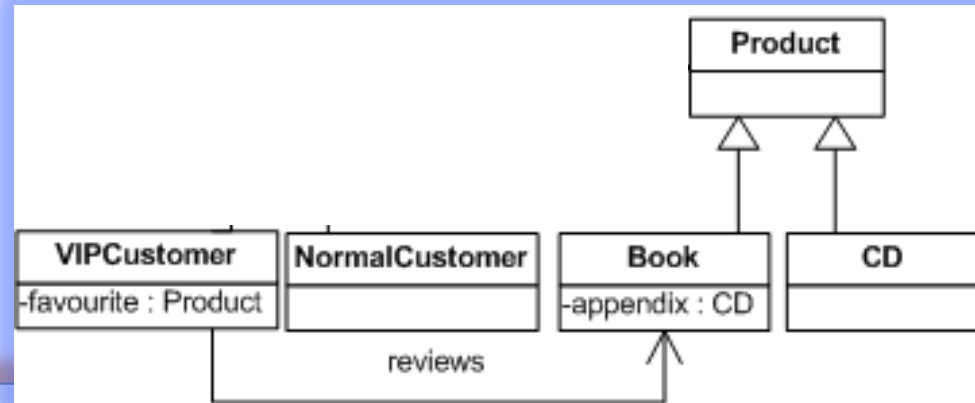 Product
VIPCustomer
-favourite : Product
NormalCustomer
Book
-appendix : CD
CD
reviews